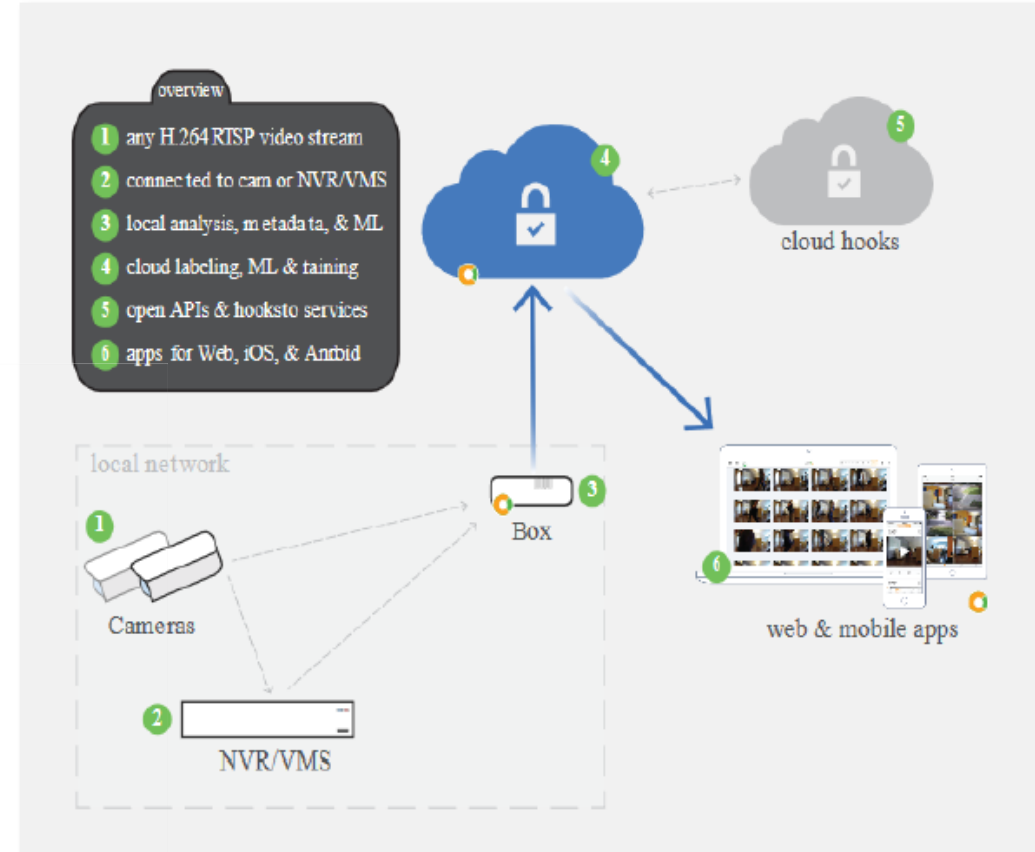 overview
1 any H.264 RTSP video stream
2 connected to cam or NVR/VMS
3 local analysis, metadata, & ML
4 cloud labeling, ML & taining
5 open APIs & hooksto services
6 apps for Web, iOS, & Anrbid
4
5
cloud hooks
local network
1
Cameras
3
Box
2
NVR/VMS
6
web & mobile apps